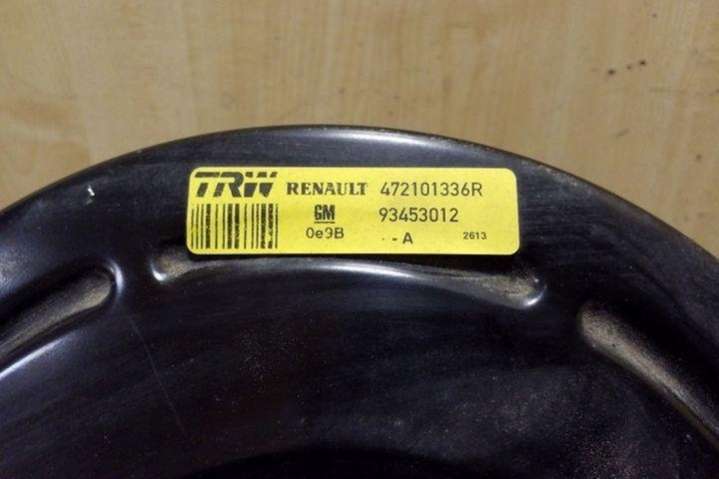 TRW RENAULT 472101336R
GM 93453012
0e9B - A 2613